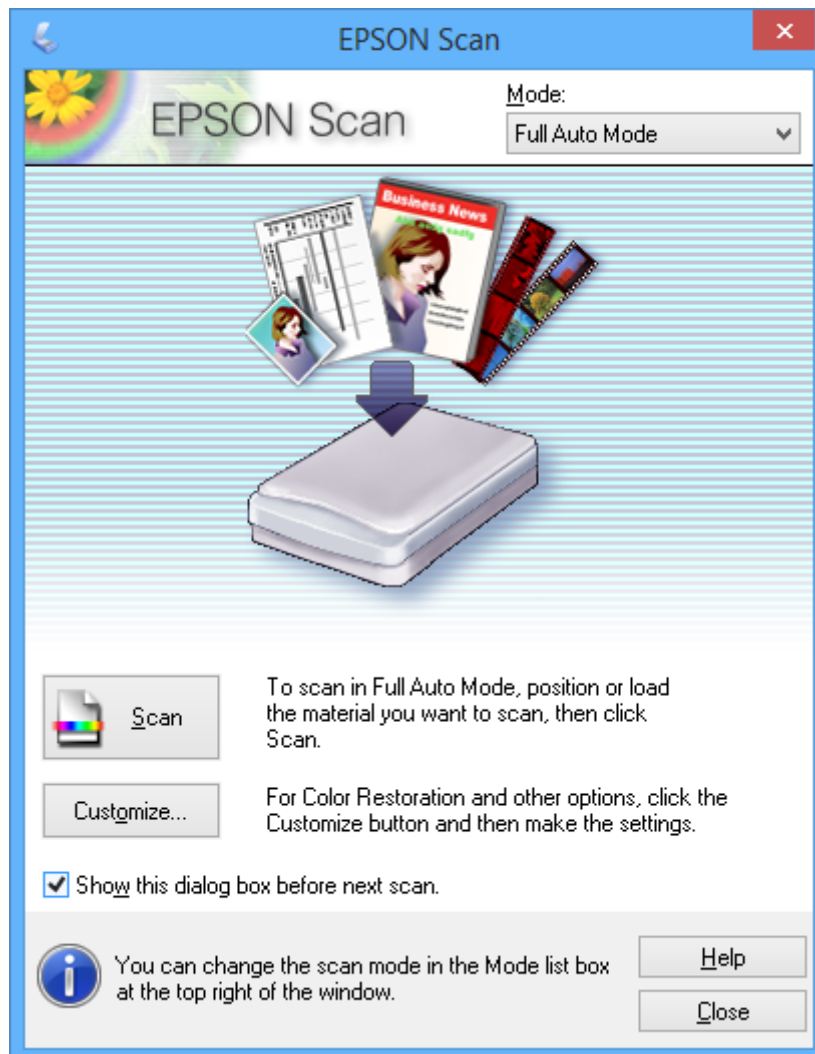 EPSON Scan
EPSON Scan
Mode:
Full Auto Mode
Business News
Scan
To scan in Full Auto Mode, position or load
the material you want to scan, then click
Scan.
Customize...
For Color Restoration and other options, click the
Customize button and then make the settings.
Show this dialog box before next scan.
You can change the scan mode in the Mode list box
at the top right of the window.
Help
Close